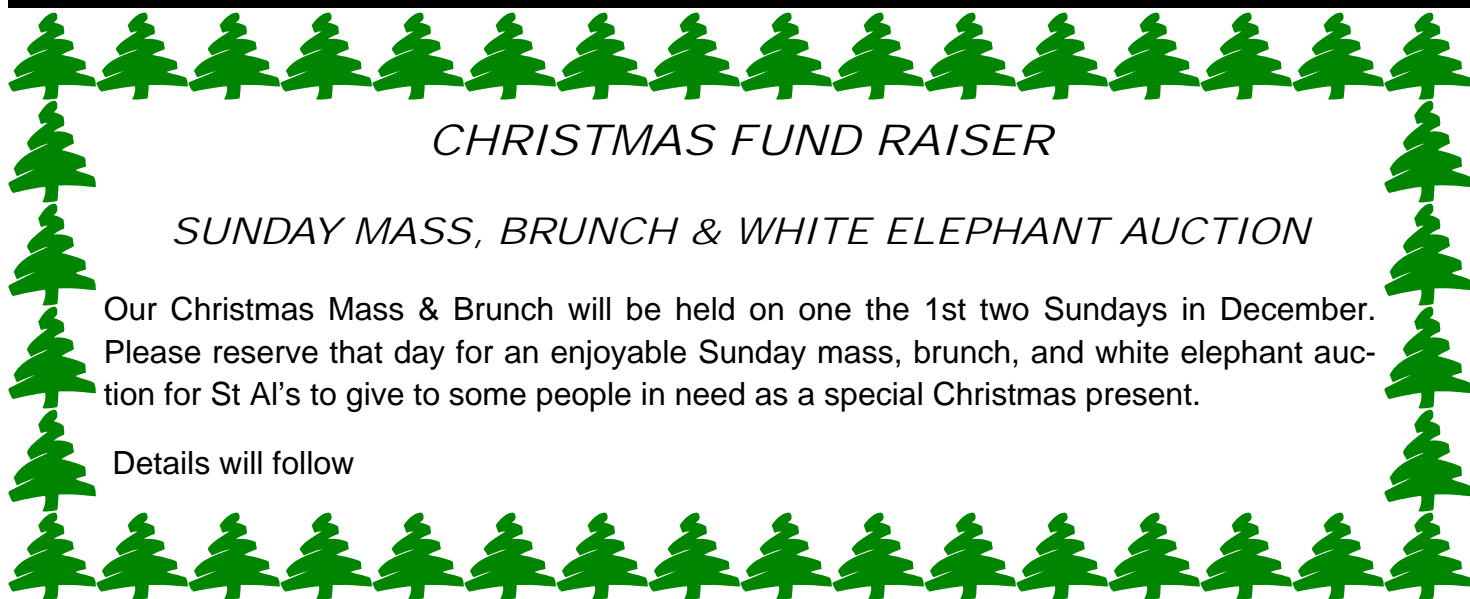 CHRISTMAS FUND RAISER
SUNDAY MASS, BRUNCH & WHITE ELEPHANT AUCTION
Our Christmas Mass & Brunch will be held on one the 1st two Sundays in December.
Please reserve that day for an enjoyable Sunday mass, brunch, and white elephant auc-
tion for St Al's to give to some people in need as a special Christmas present.
Details will follow